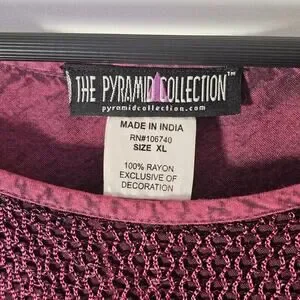 THE PYRAMID COLLECTION™
pyramidcollection.com
MADE IN INDIA
RN#106740
SIZE XL
100% RAYON
EXCLUSIVE OF
DECORATION